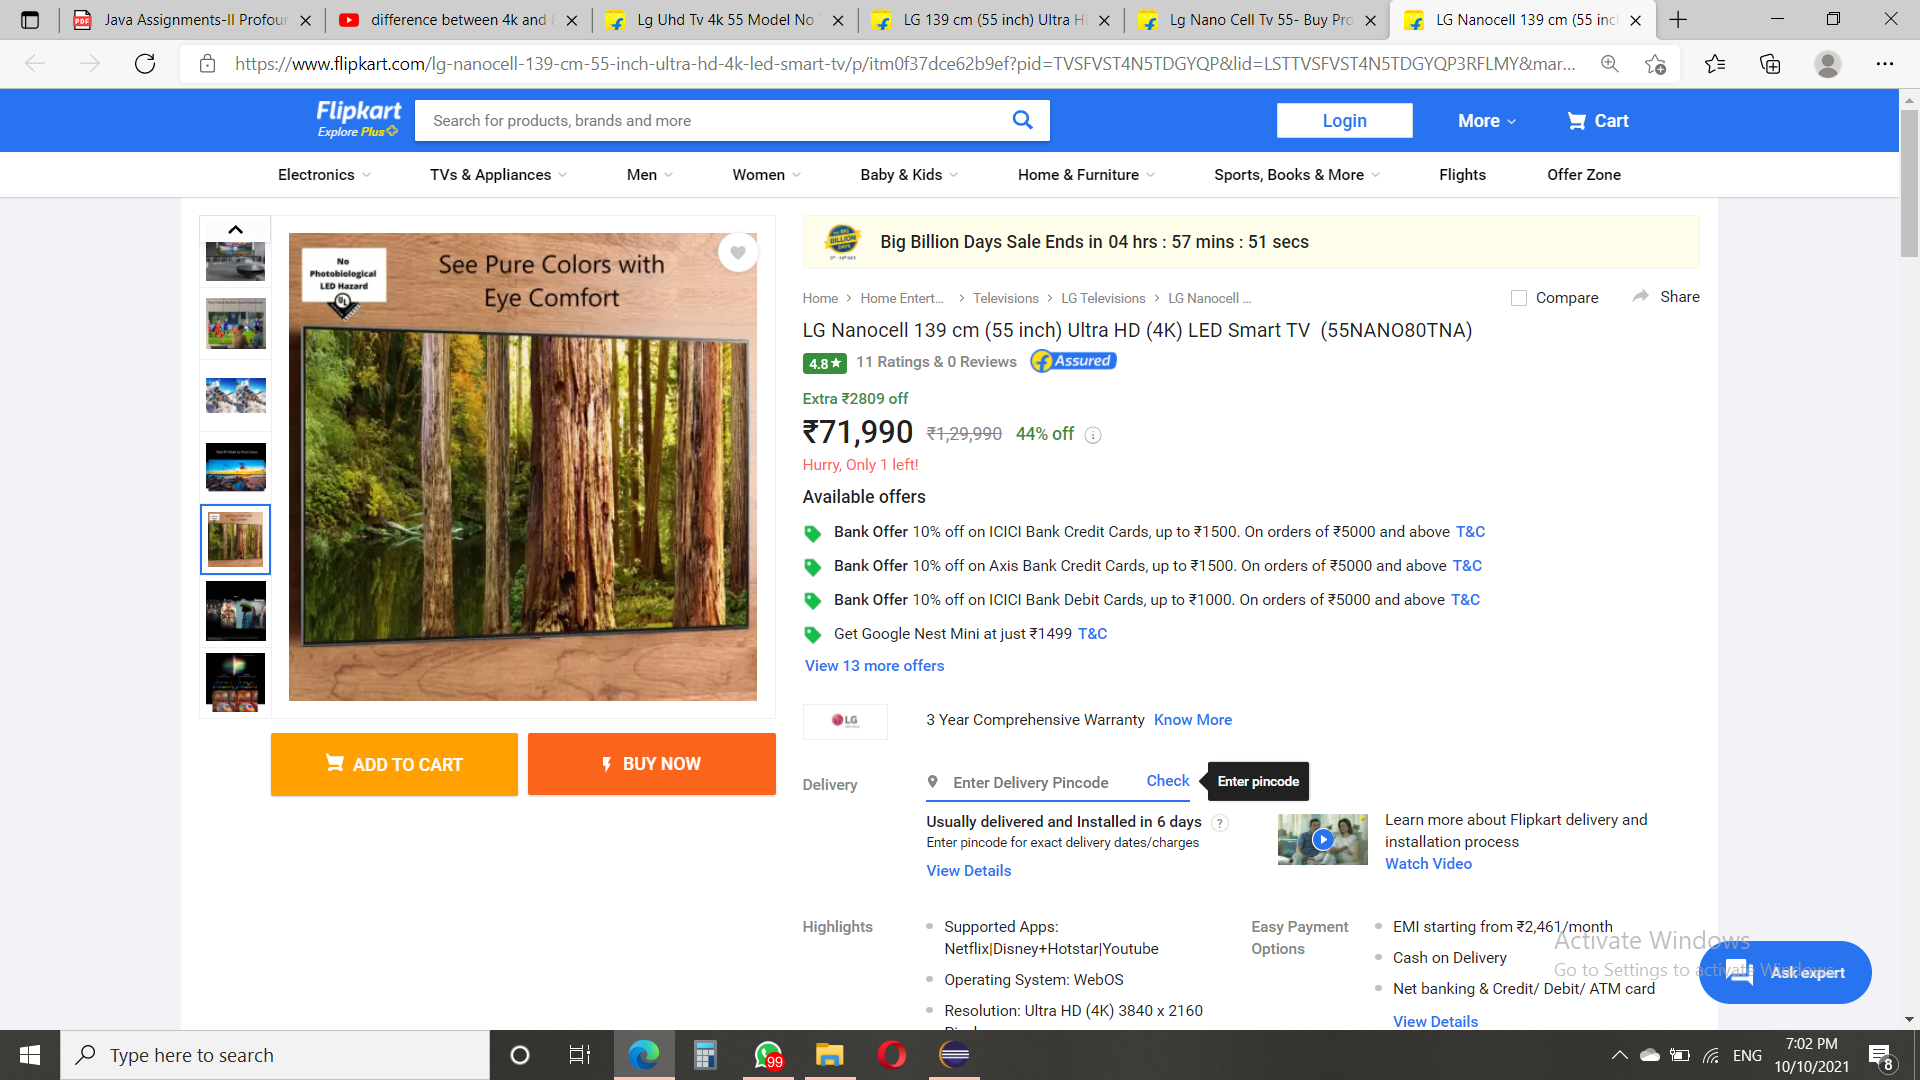 Java Assignments-II Profour
difference between 4k and
Lg Uhd Tv 4k 55 Model No
LG 139 cm (55 inch) Ultra H
Lg Nano Cell Tv 55- Buy Pro
LG Nanocell 139 cm (55 inc
https://www.flipkart.com/lg-nanocell-139-cm-55-inch-ultra-hd-4k-led-smart-tv/p/itm0f37dce62b9ef?pid=TVSFVST4N5TDGYQP&lid=LSTTVSFVST4N5TDGYQP3RFLMY&mar...
Flipkart
Explore Plus
Search for products, brands and more
Login
More
Cart
Electronics
TVs & Appliances
Men
Women
Baby & Kids
Home & Furniture
Sports, Books & More
Flights
Offer Zone
No
Photobiological
LED Hazard
UL
See Pure Colors with
Eye Comfort
ADD TO CART
BUY NOW
BIG
BILLION
DAYS
Big Billion Days Sale Ends in 04 hrs : 57 mins : 51 secs
Home > Home Entert... > Televisions > LG Televisions > LG Nanocell ...
Compare
Share
LG Nanocell 139 cm (55 inch) Ultra HD (4K) LED Smart TV (55NANO80TNA)
4.8★ 11 Ratings & 0 Reviews Assured
Extra ₹2809 off
₹71,990 ₹1,29,990 44% off
Hurry, Only 1 left!
Available offers
Bank Offer 10% off on ICICI Bank Credit Cards, up to ₹1500. On orders of ₹5000 and above T&C
Bank Offer 10% off on Axis Bank Credit Cards, up to ₹1500. On orders of ₹5000 and above T&C
Bank Offer 10% off on ICICI Bank Debit Cards, up to ₹1000. On orders of ₹5000 and above T&C
Get Google Nest Mini at just ₹1499 T&C
View 13 more offers
LG
3 Year Comprehensive Warranty Know More
Delivery
Enter Delivery Pincode
Check
Enter pincode
Usually delivered and Installed in 6 days ?
Enter pincode for exact delivery dates/charges
View Details
Learn more about Flipkart delivery and
installation process
Watch Video
Highlights
Supported Apps:
Netflix|Disney+Hotstar|Youtube
Operating System: WebOS
Resolution: Ultra HD (4K) 3840 x 2160
Easy Payment
Options
EMI starting from ₹2,461/month
Cash on Delivery
Net banking & Credit/ Debit/ ATM card
View Details
Activate Windows
Go to Settings to activate Windows.
Ask expert
Type here to search
99
ENG
7:02 PM
10/10/2021
8